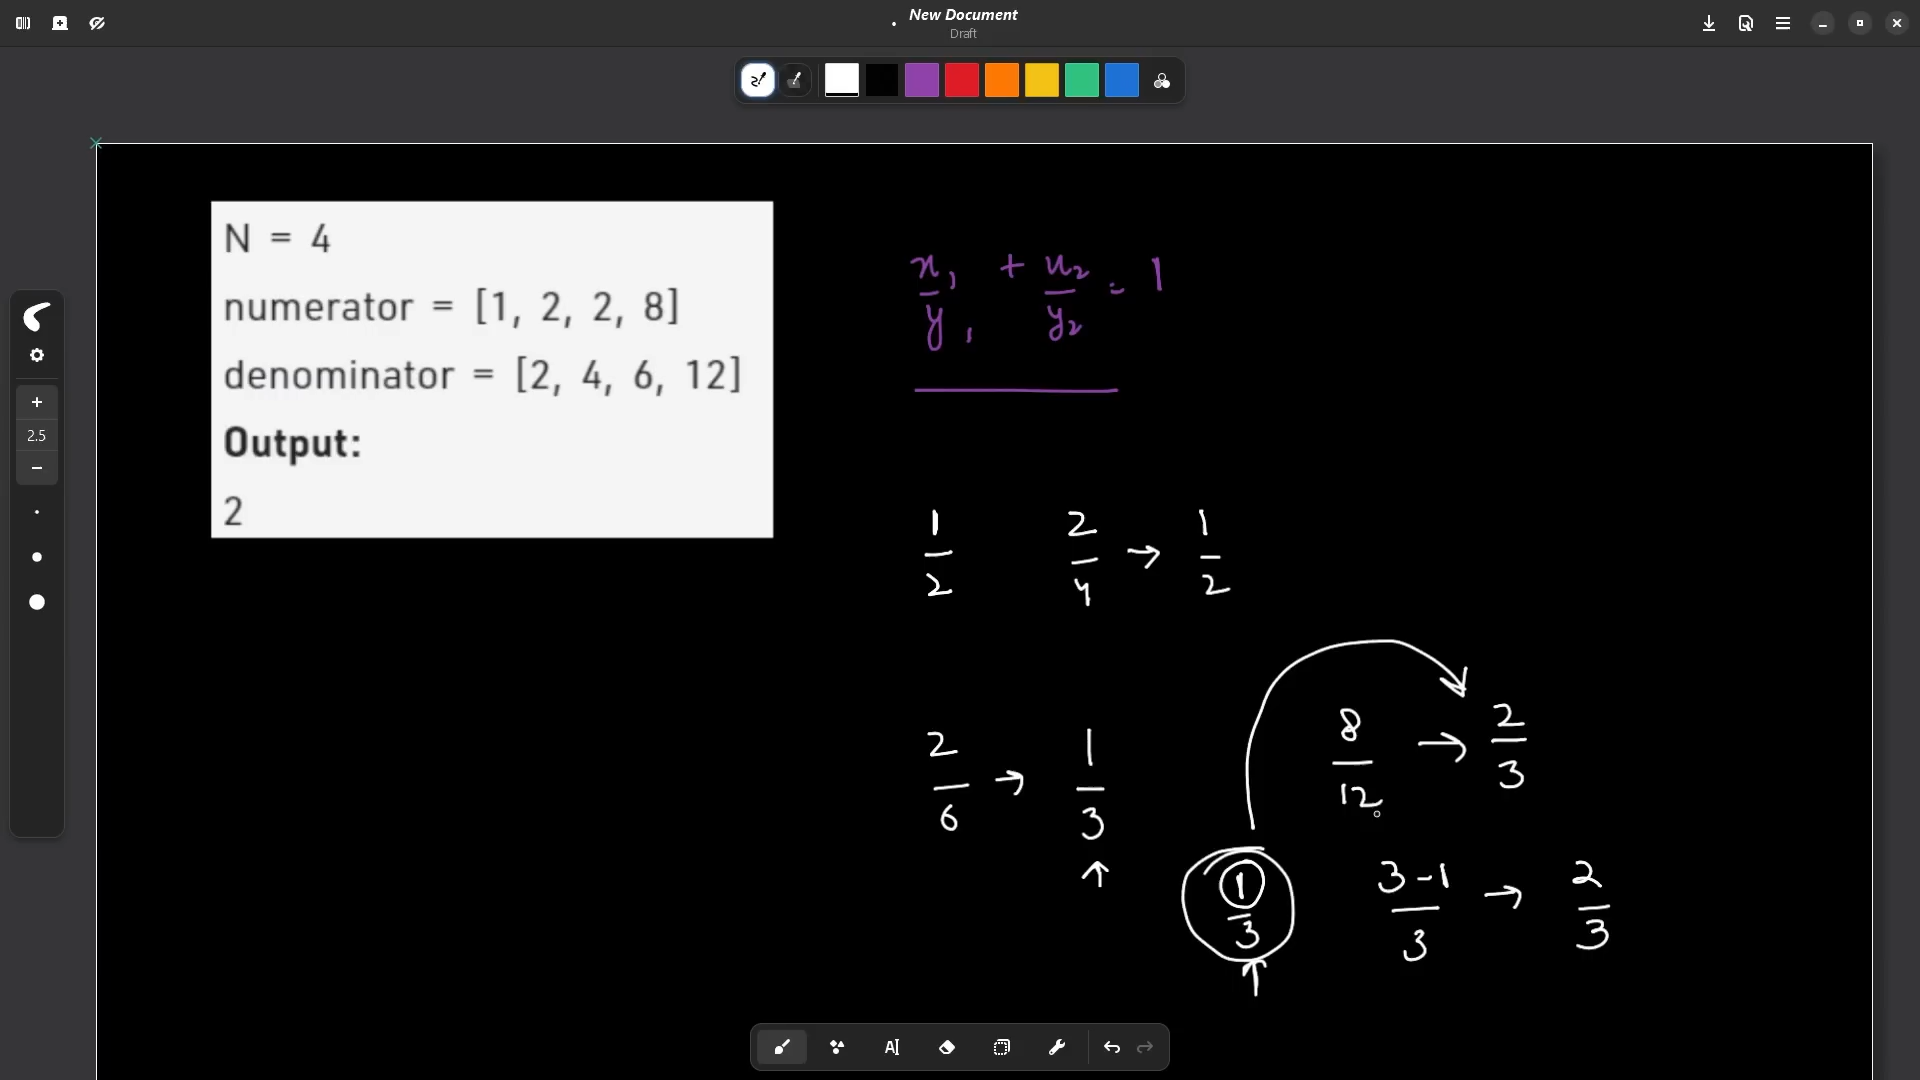 New Document
Draft
N = 4
numerator = [1, 2, 2, 8]
denominator = [2, 4, 6, 12]
Output:
2
x₁/y₁ + x₂/y₂ = 1
1/2 2/4 → 1/2
2/6 → 1/3
8/12 → 2/3
1/3 3-1/3 → 2/3
+
2.5
−
AI